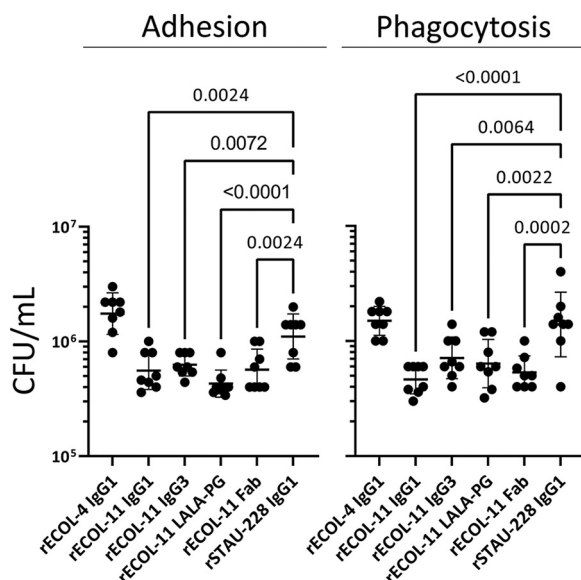 Adhesion
Phagocytosis
0.0024
0.0072
<0.0001
0.0024
<0.0001
0.0064
0.0022
0.0002
CFU/mL
10⁷
10⁶
10⁵
10⁷
10⁶
10⁵
rECOL-4 IgG1
rECOL-11 IgG1
rECOL-11 IgG3
rECOL-11 LALA-PG
rECOL-11 Fab
rSTAU-228 IgG1
rECOL-4 IgG1
rECOL-11 IgG1
rECOL-11 IgG3
rECOL-11 LALA-PG
rECOL-11 Fab
rSTAU-228 IgG1